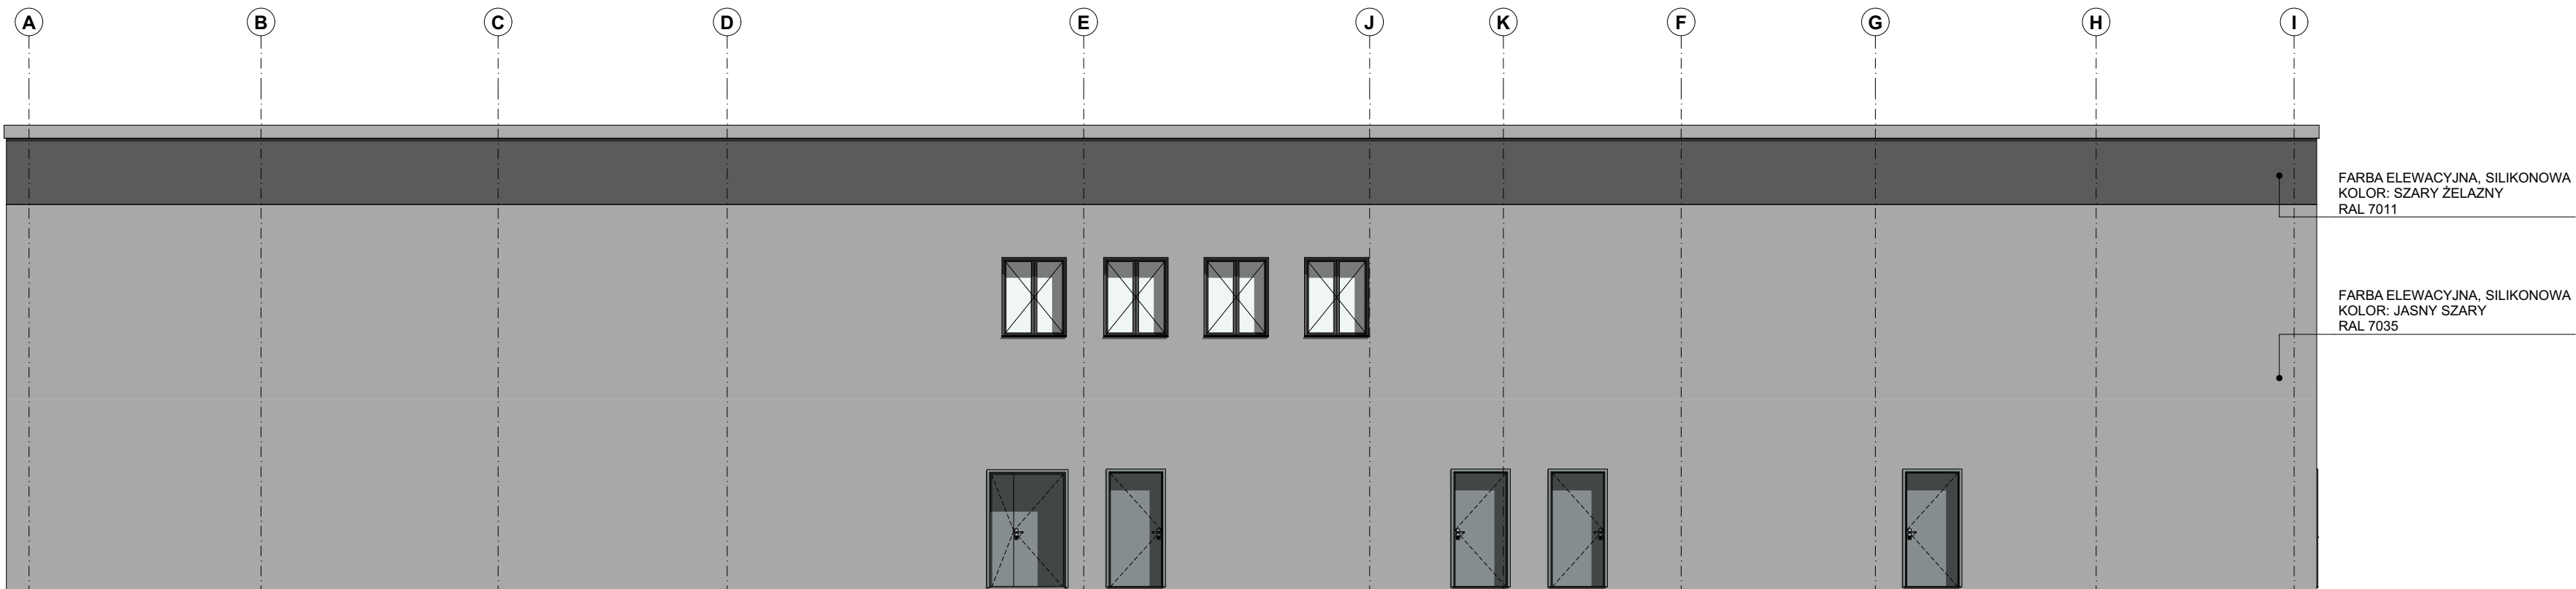 A B C D E J K F G H I
FARBA ELEWACYJNA, SILIKONOWA
KOLOR: SZARY ŻELAZNY
RAL 7011
FARBA ELEWACYJNA, SILIKONOWA
KOLOR: JASNY SZARY
RAL 7035